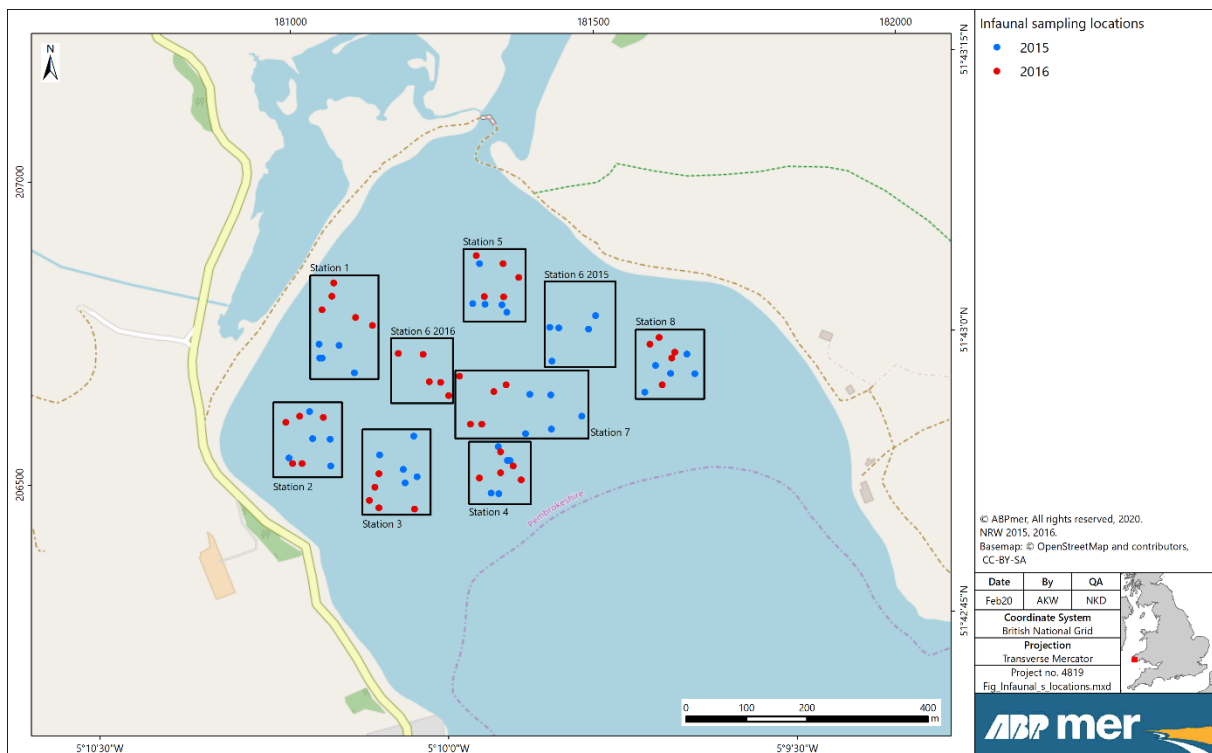 181000
181500
182000
N
207000
206500
51°43'15"N
51°43'0"N
51°42'45"N
Station 5
Station 1
Station 6 2015
Station 8
Station 6 2016
Station 7
Station 2
Station 3
Station 4
Pembrokeshire
0
100
200
400
m
5°10'30"W
5°10'0"W
5°9'30"W
Infaunal sampling locations
2015
2016
© ABPmer, All rights reserved, 2020.
NRW 2015, 2016.
Basemap: © OpenStreetMap and contributors,
CC-BY-SA
Date By QA
Feb20 AKW NKD
Coordinate System
British National Grid
Projection
Transverse Mercator
Project no. 4819
Fig_Infaunal_s_locations.mxd
ABPmer